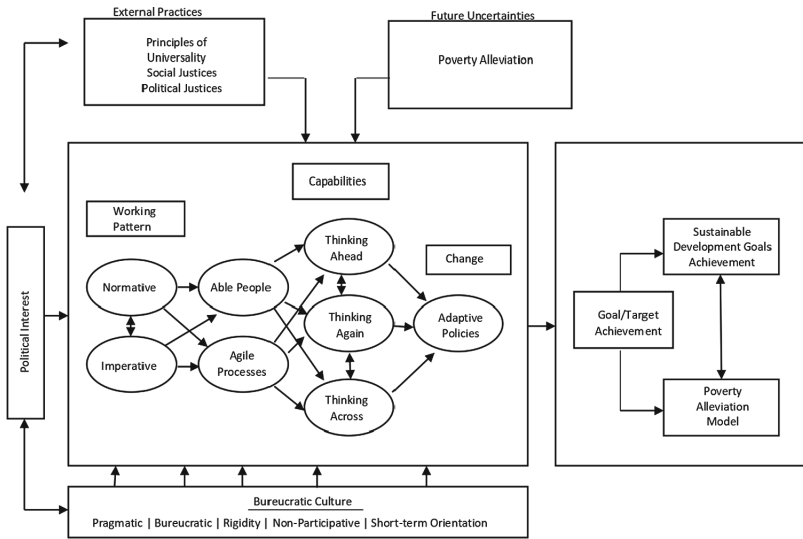 External Practices
Principles of
Universality
Social Justices
Political Justices
Future Uncertainties
Poverty Alleviation
Political Interest
Working
Pattern
Capabilities
Change
Normative
Imperative
Able People
Agile
Processes
Thinking
Ahead
Thinking
Again
Thinking
Across
Adaptive
Policies
Goal/Target
Achievement
Sustainable
Development Goals
Achievement
Poverty
Alleviation
Model
Bureucratic Culture
Pragmatic | Bureucratic | Rigidity | Non-Participative | Short-term Orientation